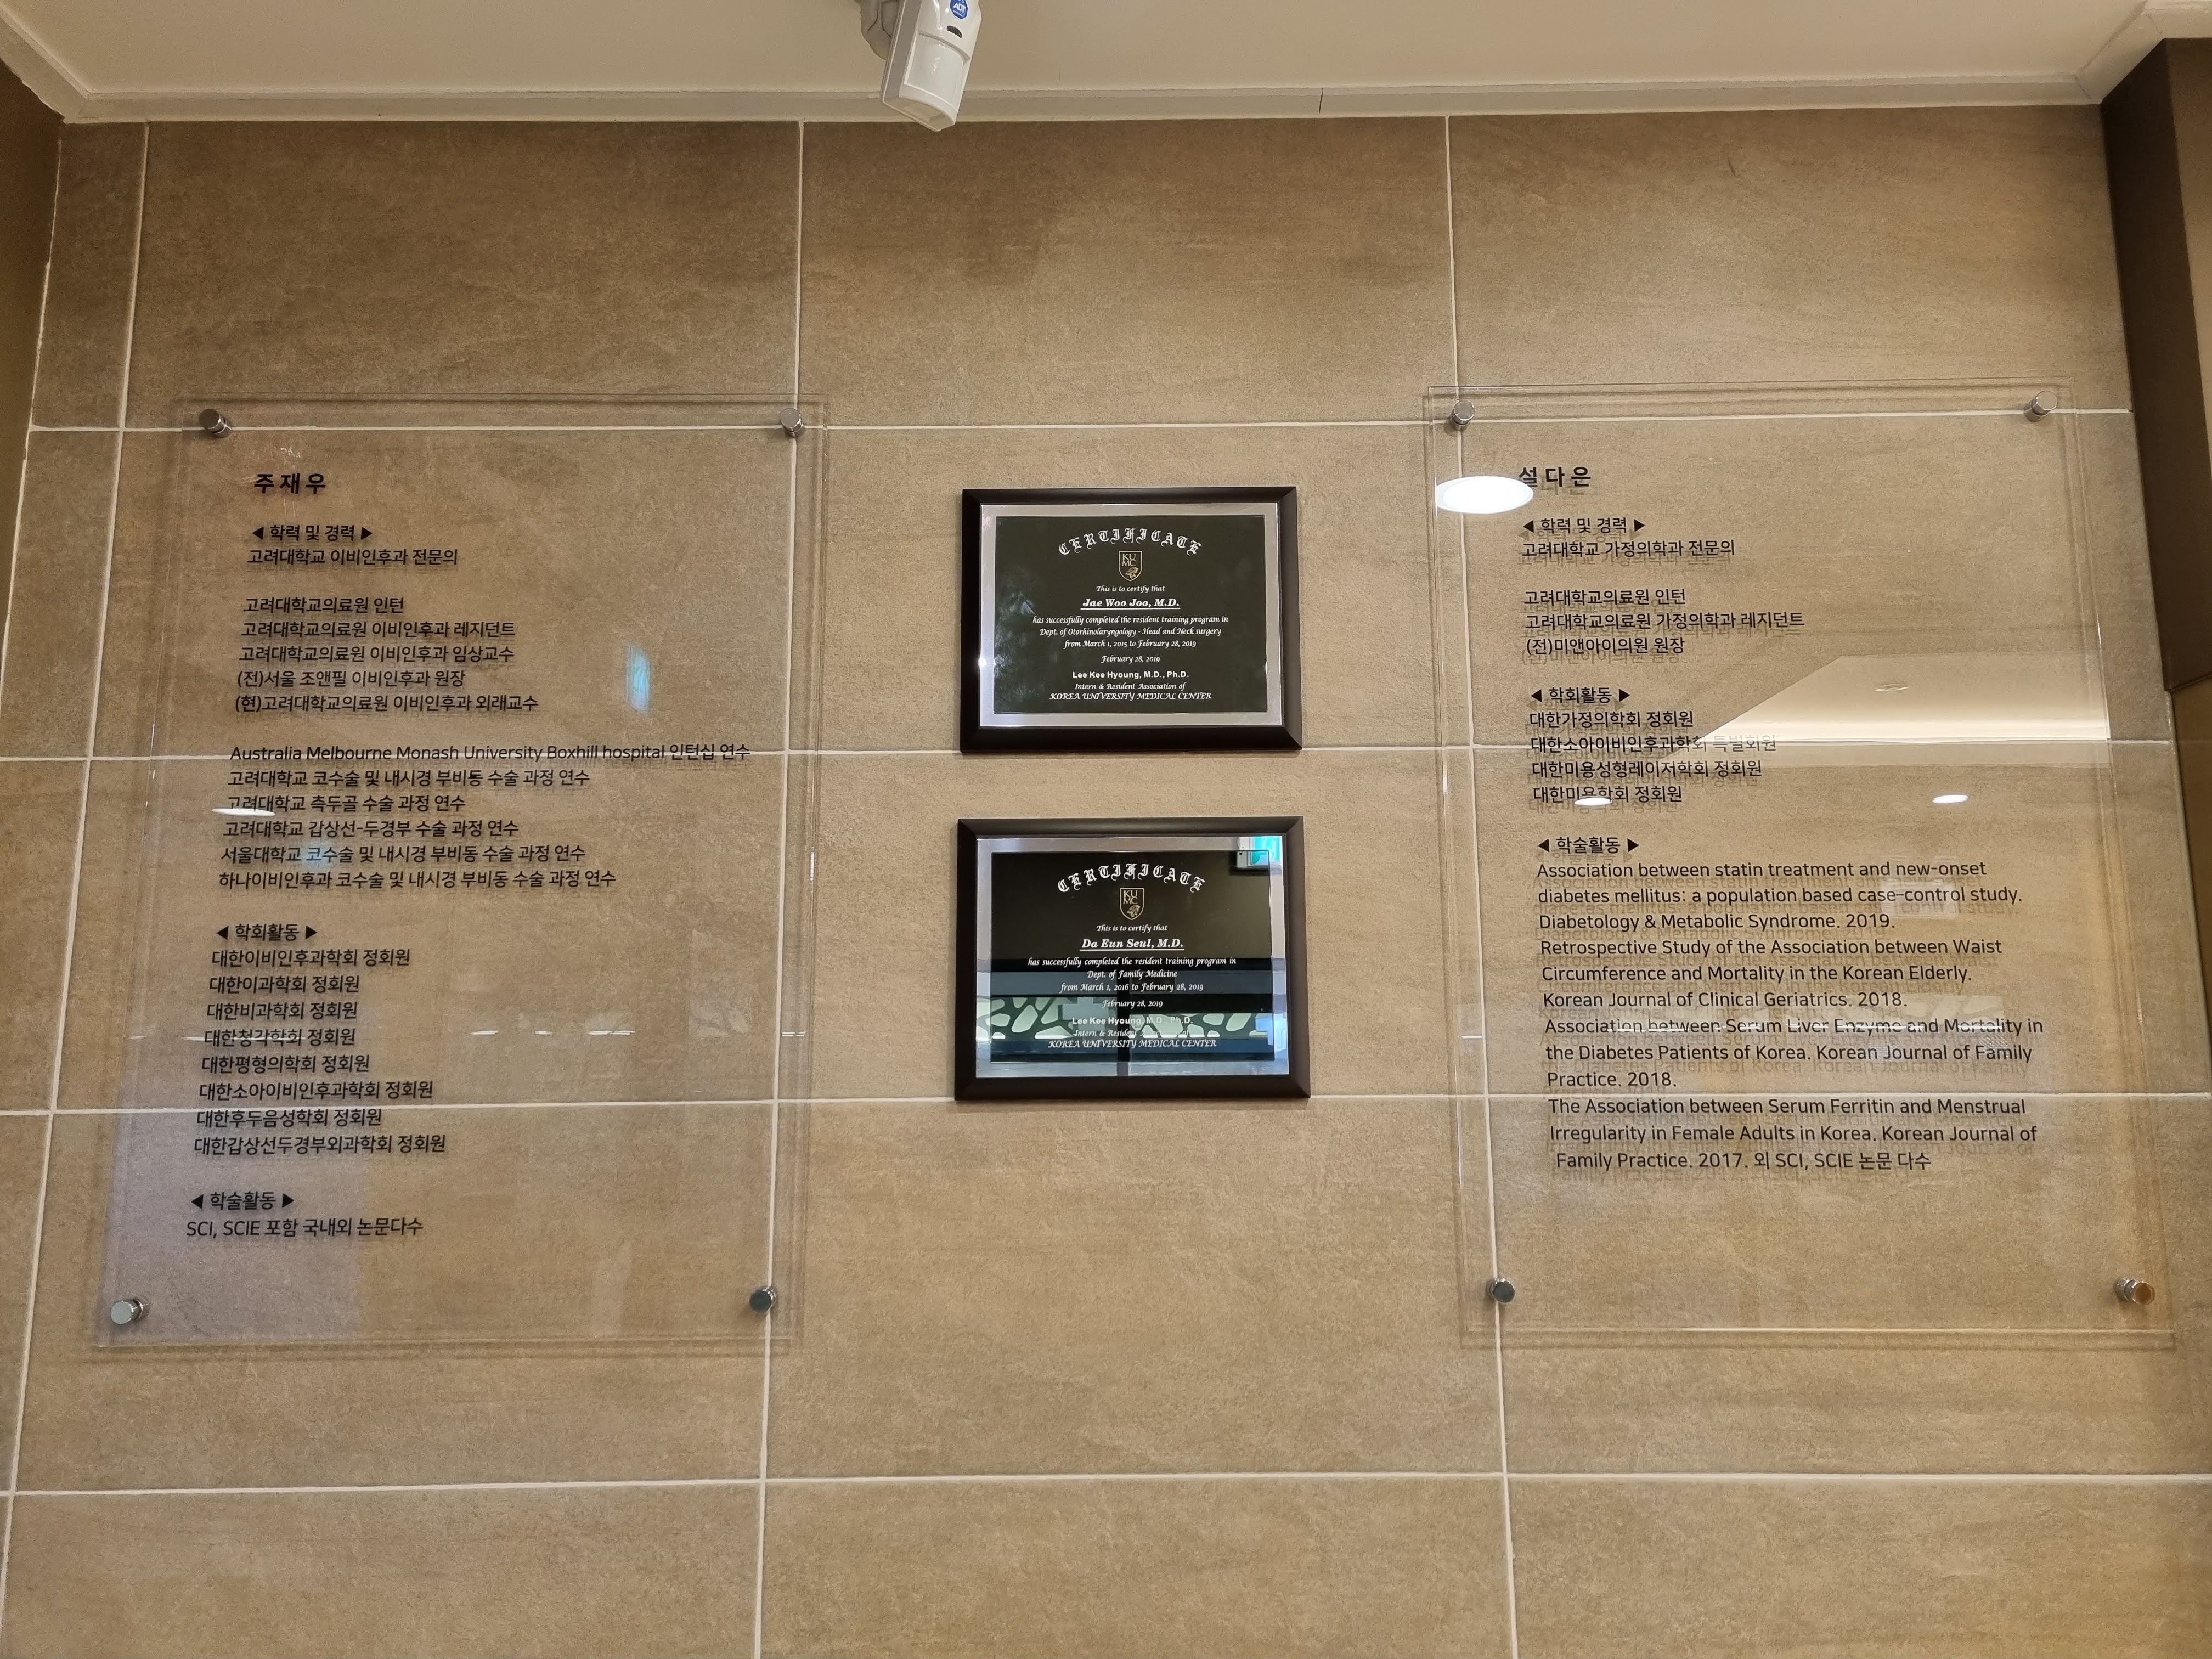 ADT
주재우
◀ 학력 및 경력 ▶
고려대학교 이비인후과 전문의
고려대학교의료원 인턴
고려대학교의료원 이비인후과 레지던트
고려대학교의료원 이비인후과 임상교수
(전)서울 조앤필 이비인후과 원장
(현)고려대학교의료원 이비인후과 외래교수
Australia Melbourne Monash University Boxhill hospital 인턴십 연수
고려대학교 코수술 및 내시경 부비동 수술 과정 연수
고려대학교 측두골 수술 과정 연수
고려대학교 갑상선-두경부 수술 과정 연수
서울대학교 코수술 및 내시경 부비동 수술 과정 연수
하나이비인후과 코수술 및 내시경 부비동 수술 과정 연수
◀ 학회활동 ▶
대한이비인후과학회 정회원
대한이과학회 정회원
대한비과학회 정회원
대한청각학회 정회원
대한평형의학회 정회원
대한소아이비인후과학회 정회원
대한후두음성학회 정회원
대한갑상선두경부외과학회 정회원
◀ 학술활동 ▶
SCI, SCIE 포함 국내외 논문다수
CERTIFICATE
KU
MC
This is to certify that
Jae Woo Joo, M.D.
has successfully completed the resident training program in
Dept. of Otorhinolaryngology - Head and Neck surgery
from March 1, 2015 to February 28, 2019
February 28, 2019
Lee Kee Hyoung, M.D., Ph.D.
Intern & Resident Association of
KOREA UNIVERSITY MEDICAL CENTER
CERTIFICATE
KU
MC
This is to certify that
Da Eun Seul, M.D.
has successfully completed the resident training program in
Dept. of Family Medicine
from March 1, 2016 to February 28, 2019
February 28, 2019
Lee Kee Hyoung, M.D., Ph.D.
Intern & Resident
KOREA UNIVERSITY MEDICAL CENTER
설다은
◀ 학력 및 경력 ▶
고려대학교 가정의학과 전문의
고려대학교의료원 인턴
고려대학교의료원 가정의학과 레지던트
(전)미앤아이의원 원장
◀ 학회활동 ▶
대한가정의학회 정회원
대한소아이비인후과학회 특별회원
대한미용성형레이저학회 정회원
대한미용학회 정회원
◀ 학술활동 ▶
Association between statin treatment and new-onset
diabetes mellitus: a population based case-control study.
Diabetology & Metabolic Syndrome. 2019.
Retrospective Study of the Association between Waist
Circumference and Mortality in the Korean Elderly.
Korean Journal of Clinical Geriatrics. 2018.
Association between Serum Liver Enzyme and Mortality in
the Diabetes Patients of Korea. Korean Journal of Family
Practice. 2018.
The Association between Serum Ferritin and Menstrual
Irregularity in Female Adults in Korea. Korean Journal of
Family Practice. 2017. 외 SCI, SCIE 논문 다수